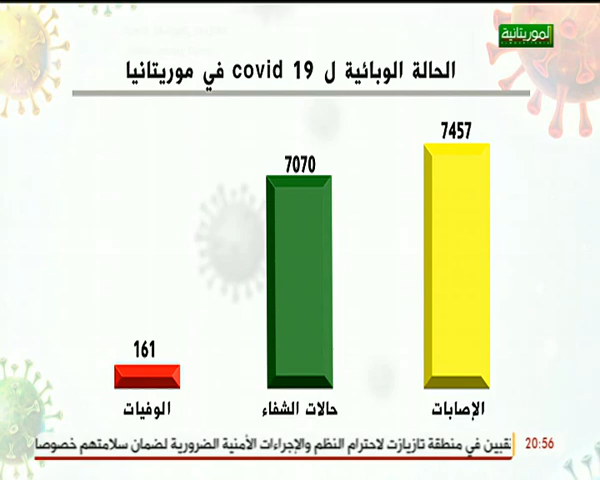 الموريتانية
الحالة الوبائية ل covid 19 في موريتانيا
7457
7070
161
الإصابات
حالات الشفاء
الوفيات
20:56
نقبين في منطقة تازيازت لاحترام النظم والإجراءات الأمنية الضرورية لضمان سلامتهم خصوصا